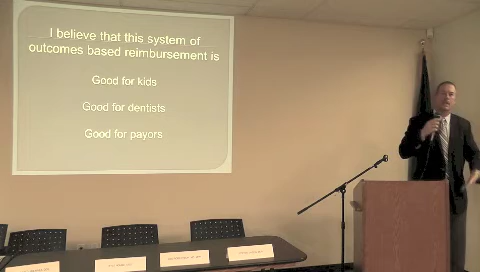 I believe that this system of
outcomes based reimbursement is
Good for kids
Good for dentists
Good for payors